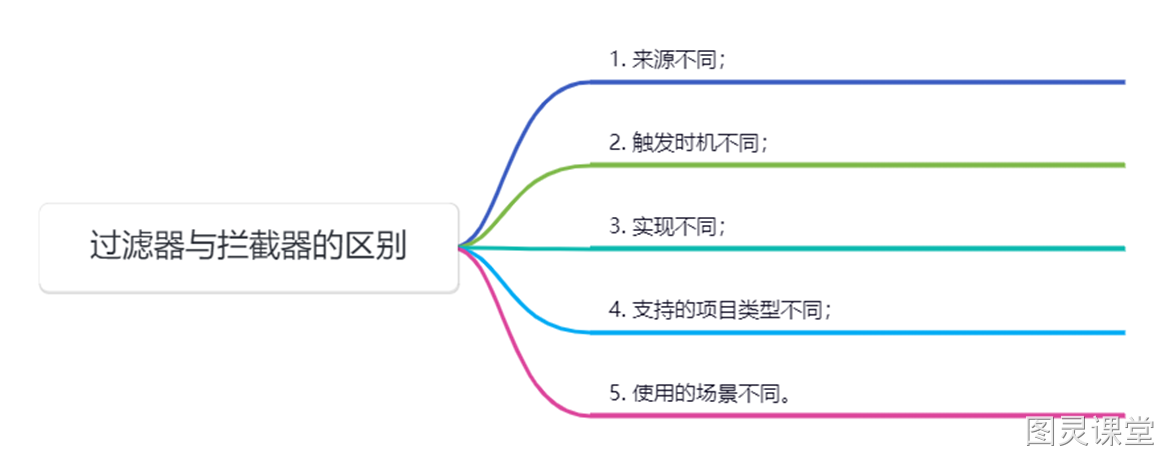 1. 来源不同；
2. 触发时机不同；
过滤器与拦截器的区别
3. 实现不同；
4. 支持的项目类型不同；
5. 使用的场景不同。
图灵课堂